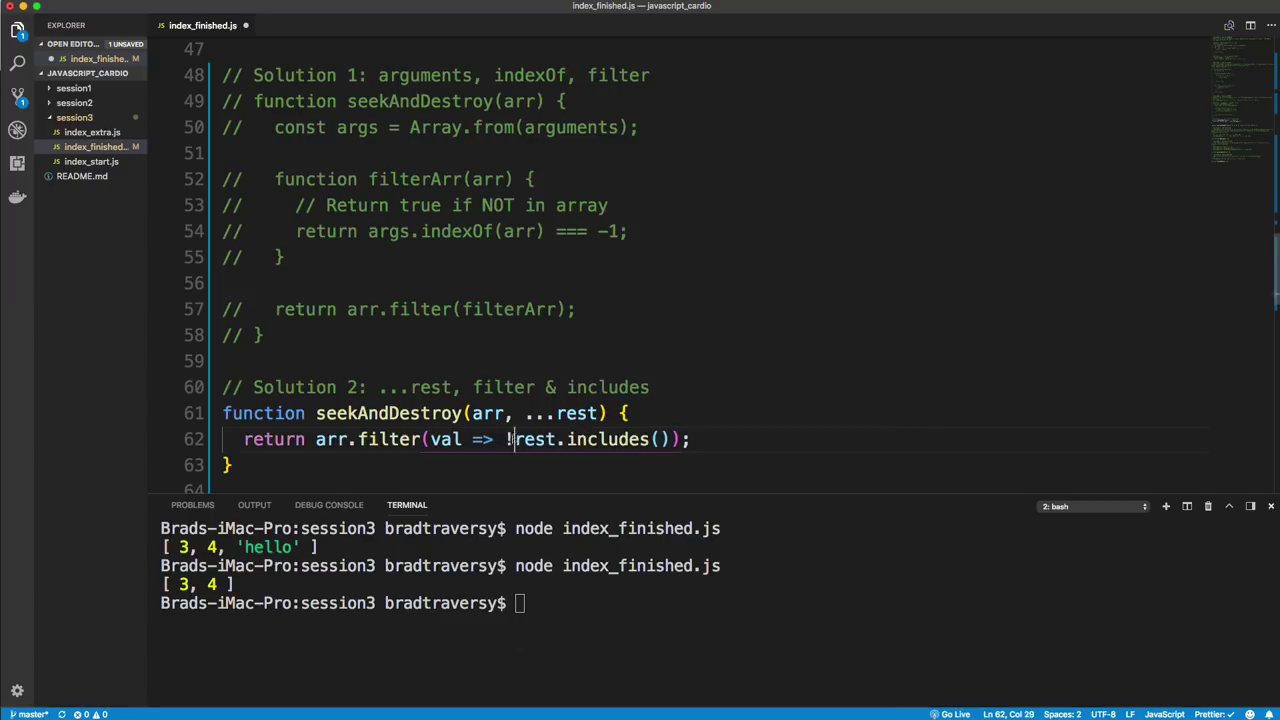 index_finished.js — javascript_cardio
EXPLORER
OPEN EDITO... 1 UNSAVED
index_finishe... M
JAVASCRIPT_CARDIO
session1
session2
session3
index_extra.js
index_finished... M
index_start.js
README.md
1
1
JS index_finished.js
47
48 // Solution 1: arguments, indexOf, filter
49 // function seekAndDestroy(arr) {
50 //   const args = Array.from(arguments);
51
52 //   function filterArr(arr) {
53 //     // Return true if NOT in array
54 //     return args.indexOf(arr) === -1;
55 //   }
56
57 //   return arr.filter(filterArr);
58 // }
59
60 // Solution 2: ...rest, filter & includes
61 function seekAndDestroy(arr, ...rest) {
62   return arr.filter(val => !rest.includes());
63 }
64
PROBLEMS OUTPUT DEBUG CONSOLE TERMINAL 2: bash
Brads-iMac-Pro:session3 bradtraversy$ node index_finished.js
[ 3, 4, 'hello' ]
Brads-iMac-Pro:session3 bradtraversy$ node index_finished.js
[ 3, 4 ]
Brads-iMac-Pro:session3 bradtraversy$
master* 0 0 Go Live Ln 62, Col 29 Spaces: 2 UTF-8 LF JavaScript Prettier: ✓